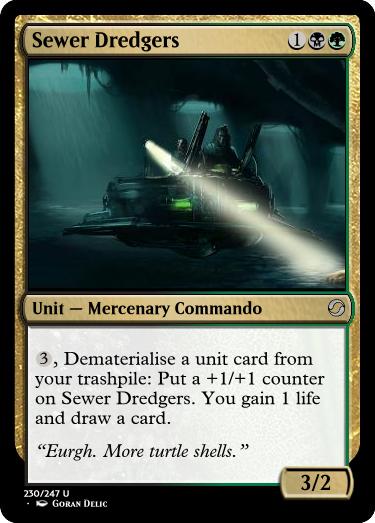 Sewer Dredgers 1
Unit — Mercenary Commando
3, Dematerialise a unit card from
your trashpile: Put a +1/+1 counter
on Sewer Dredgers. You gain 1 life
and draw a card.
“Eurgh. More turtle shells.”
3/2
230/247 U
· Goran Delic